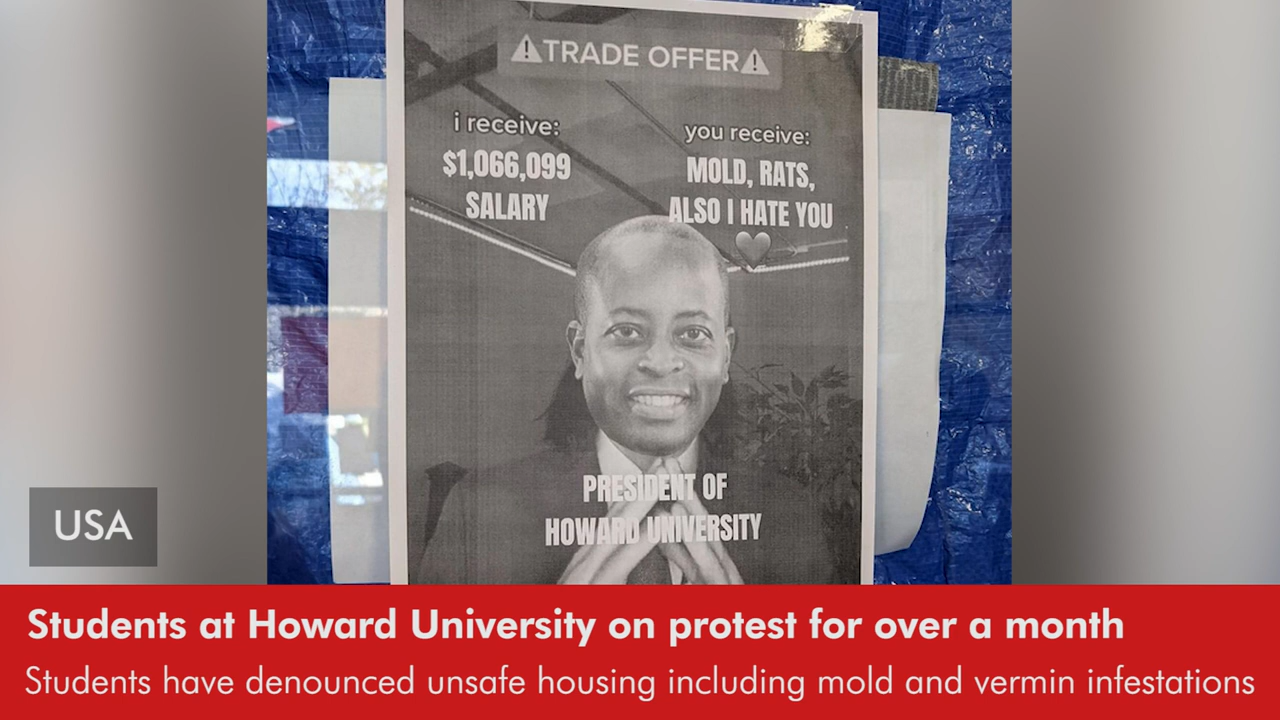 ⚠TRADE OFFER⚠
i receive:
$1,066,099
SALARY
you receive:
MOLD, RATS,
ALSO I HATE YOU
PRESIDENT OF
HOWARD UNIVERSITY
USA
Students at Howard University on protest for over a month
Students have denounced unsafe housing including mold and vermin infestations